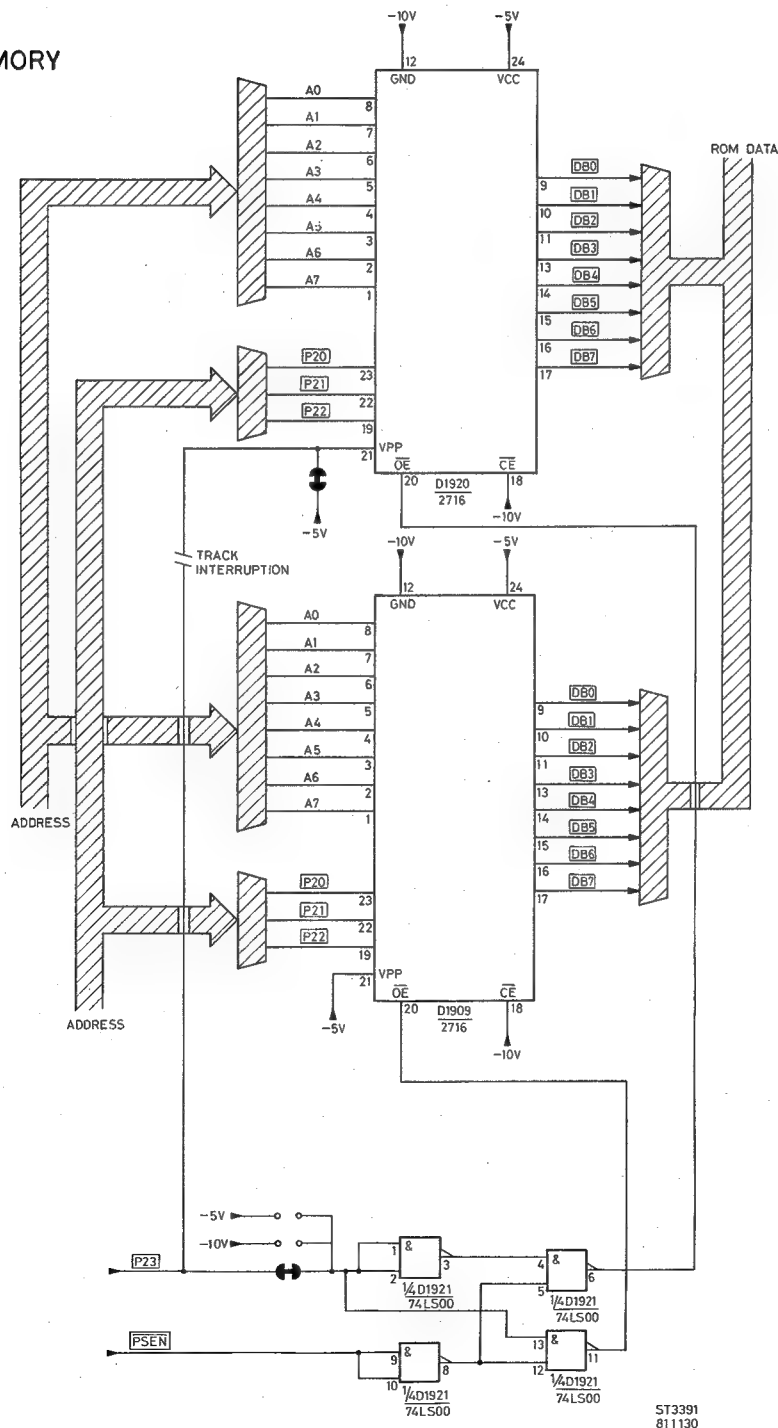 MORY
-10V
-5V
12
24
GND
VCC
A0
8
A1
7
A2
6
A3
5
A4
4
A5
3
A6
2
A7
1
P20
23
P21
22
P22
19
VPP
21
OE
20
CE
18
D1920
2716
-10V
-5V
DB0
9
DB1
10
DB2
11
DB3
13
DB4
14
DB5
15
DB6
16
DB7
17
ROM DATA
TRACK
INTERRUPTION
-10V
-5V
12
24
GND
VCC
A0
8
A1
7
A2
6
A3
5
A4
4
A5
3
A6
2
A7
1
P20
23
P21
22
P22
19
VPP
21
-5V
OE
20
CE
18
D1909
2716
-10V
DB0
9
DB1
10
DB2
11
DB3
13
DB4
14
DB5
15
DB6
16
DB7
17
ADDRESS
ADDRESS
-5V
-10V
P23
1
2
&
3
1/4D1921
74LS00
4
5
&
6
1/4D1921
74LS00
PSEN
9
10
&
8
1/4D1921
74LS00
13
12
&
11
1/4D1921
74LS00
ST3391
811130